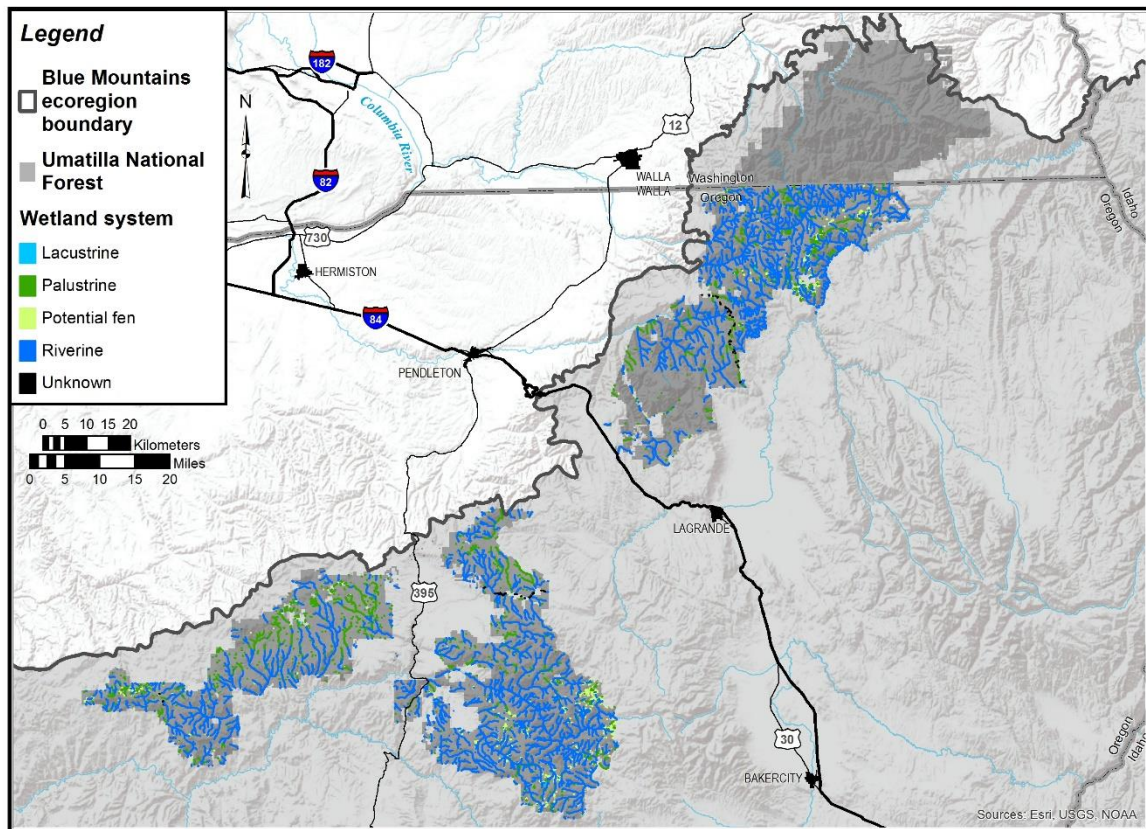 Legend
Blue Mountains
ecoregion
boundary
Umatilla National
Forest
Wetland system
Lacustrine
Palustrine
Potential fen
Riverine
Unknown
0 5 10 15 20
Kilometers
Miles
0 5 10 15 20
N
182
Columbia River
82
12
WALLA
WALLA
Washington
Oregon
730
HERMISTON
84
PENDLETON
Idaho
Oregon
LAGRANDE
395
30
BAKERCITY
Oregon
Idaho
Sources: Esri, USGS, NOAA